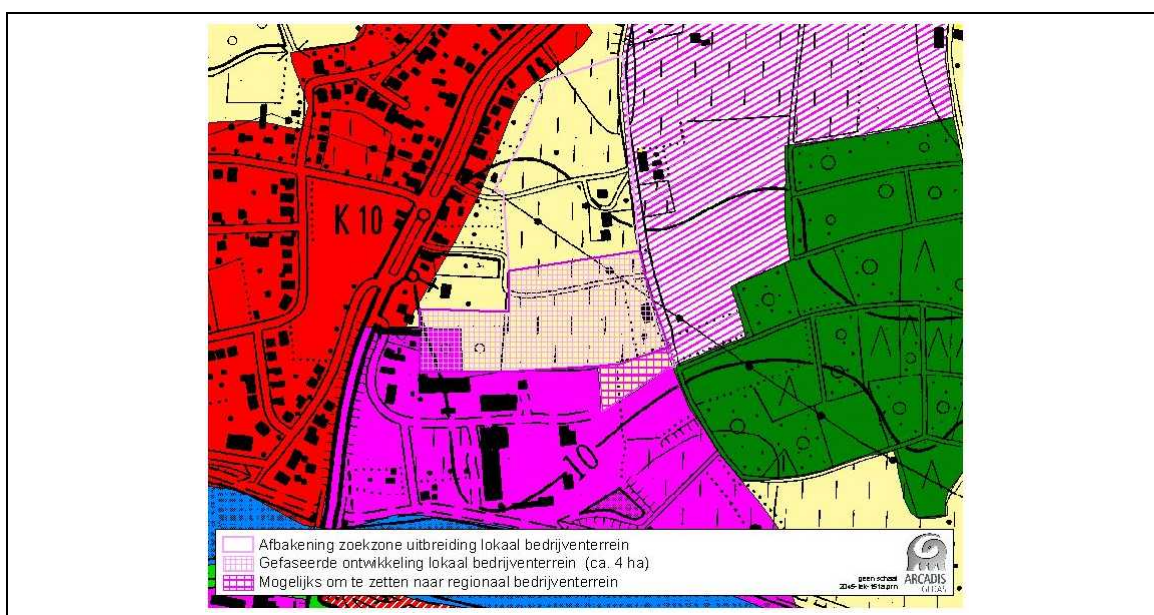 K 10
10
Afbakening zoekzone uitbreiding lokaal bedrijventerrein
Gefaseerde ontwikkeling lokaal bedrijventerrein (ca. 4 ha)
Mogelijks om te zetten naar regionaal bedrijventerrein
geen schaal
ARCADIS
GEDAS